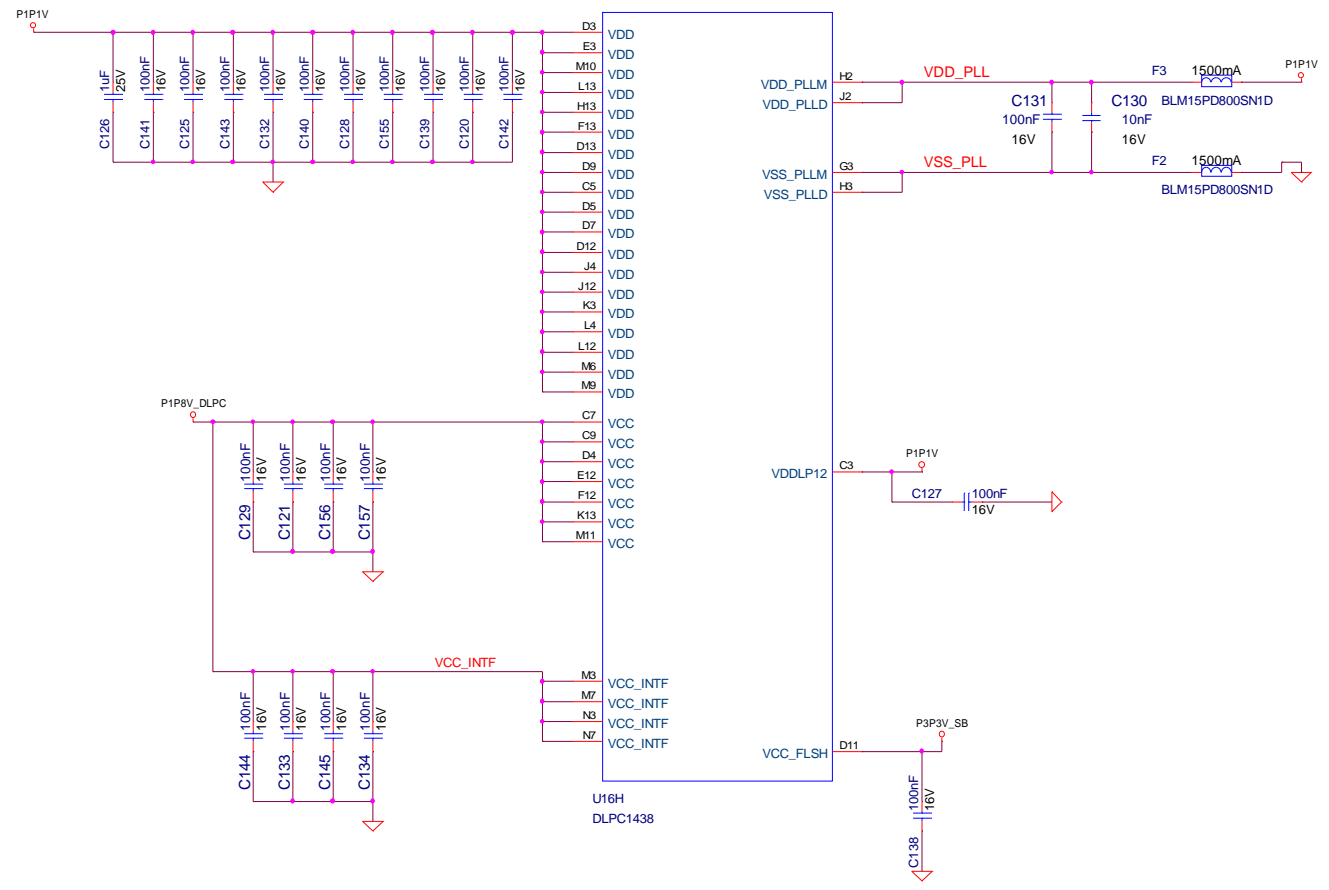 P1P1V
1uF
25V
C126
100nF
16V
C141
100nF
16V
C125
100nF
16V
C143
100nF
16V
C132
100nF
16V
C140
100nF
16V
C128
100nF
16V
C155
100nF
16V
C139
100nF
16V
C120
100nF
16V
C142
D3 VDD
E3 VDD
M10 VDD
L13 VDD
H13 VDD
F13 VDD
D13 VDD
D9 VDD
C5 VDD
D5 VDD
D7 VDD
D12 VDD
J4 VDD
J12 VDD
K3 VDD
L4 VDD
L12 VDD
M6 VDD
M9 VDD
VDD_PLLM H2
VDD_PLLD J2
VDD_PLL
C131
100nF
16V
C130
10nF
16V
F3
1500mA
BLM15PD800SN1D
P1P1V
VSS_PLLM G3
VSS_PLLD H3
VSS_PLL
F2
1500mA
BLM15PD800SN1D
P1P8V_DLPC
100nF
16V
C129
100nF
16V
C121
100nF
16V
C156
100nF
16V
C157
C7 VCC
C9 VCC
D4 VCC
E12 VCC
F12 VCC
K13 VCC
M11 VCC
VDDLP12 C3
P1P1V
C127
100nF
16V
VCC_INTF
100nF
16V
C144
100nF
16V
C133
100nF
16V
C145
100nF
16V
C134
M3 VCC_INTF
M7 VCC_INTF
N3 VCC_INTF
N7 VCC_INTF
VCC_FLSH D11
P3P3V_SB
100nF
16V
C138
U16H
DLPC1438